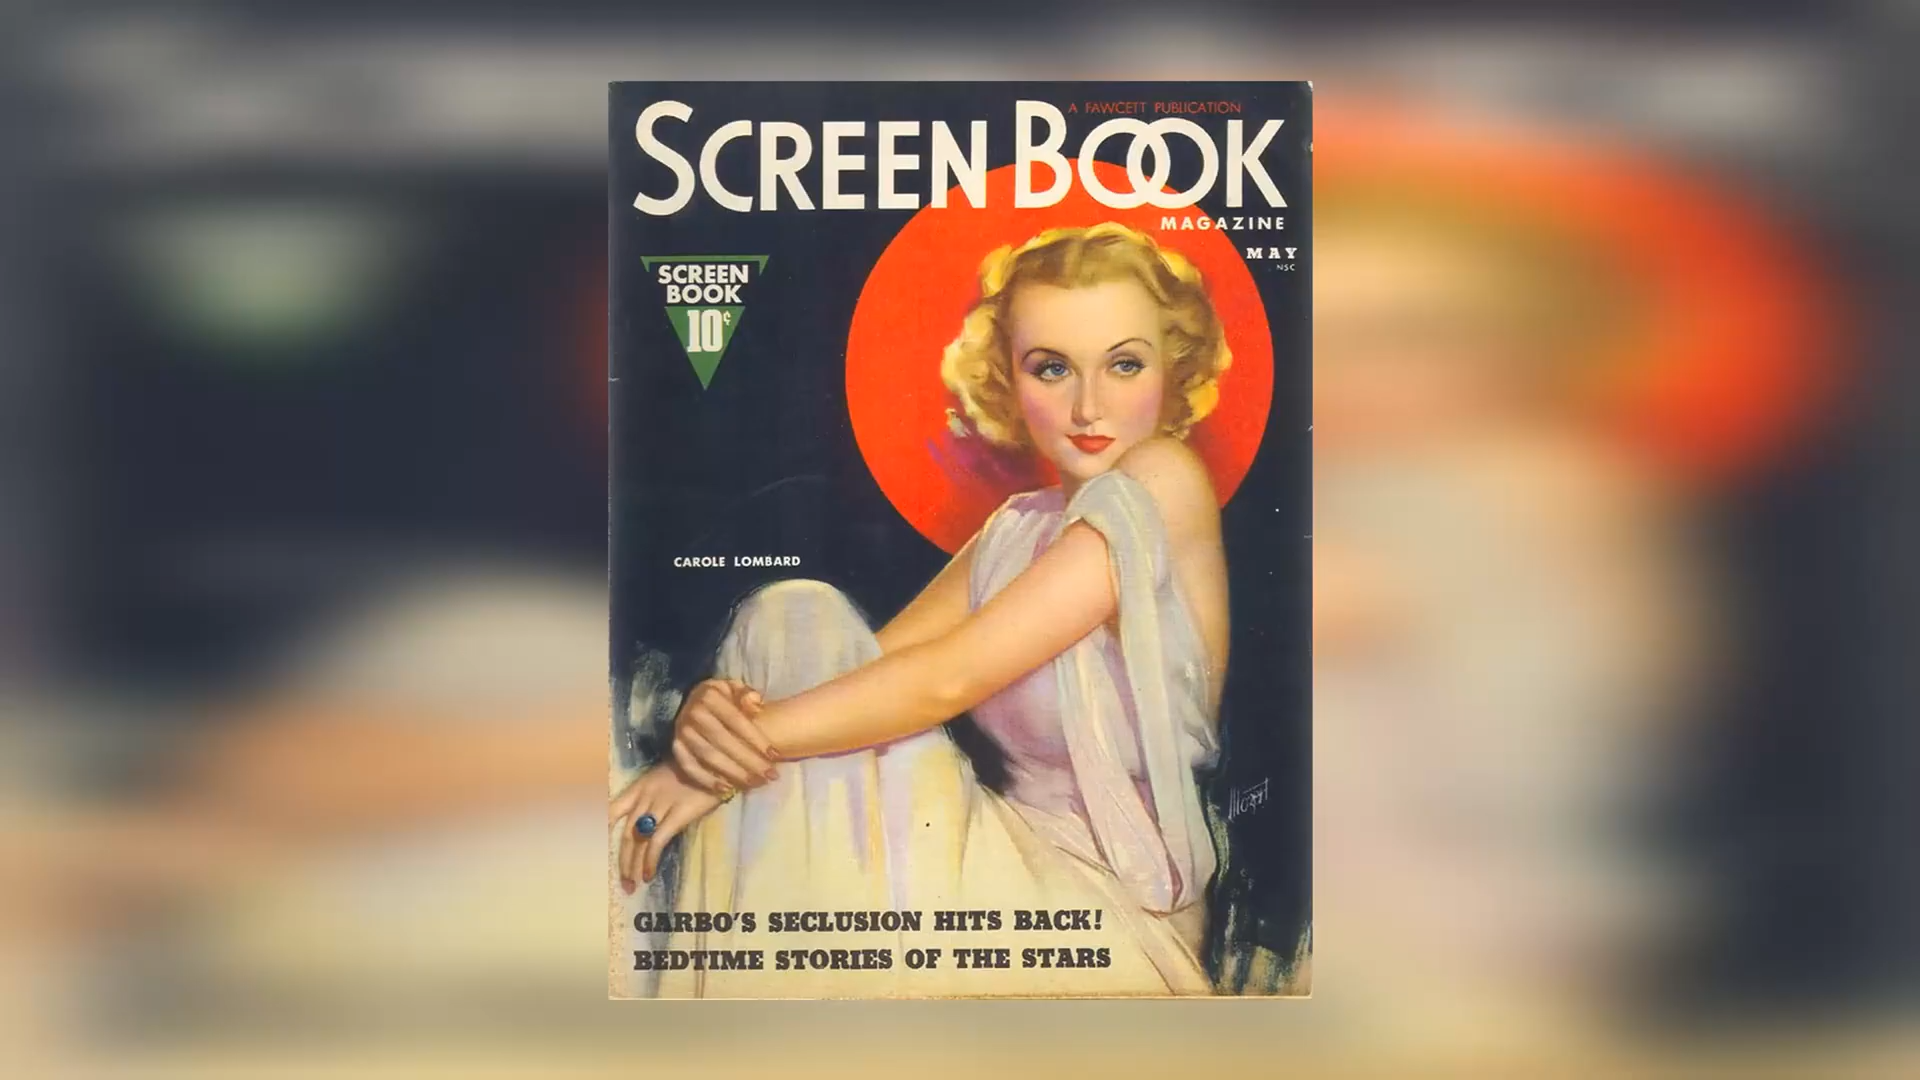 A FAWCETT PUBLICATION
SCREEN BOOK
MAGAZINE
MAY
NSC
SCREEN
BOOK
10¢
CAROLE LOMBARD
Mozert
GARBO'S SECLUSION HITS BACK!
BEDTIME STORIES OF THE STARS